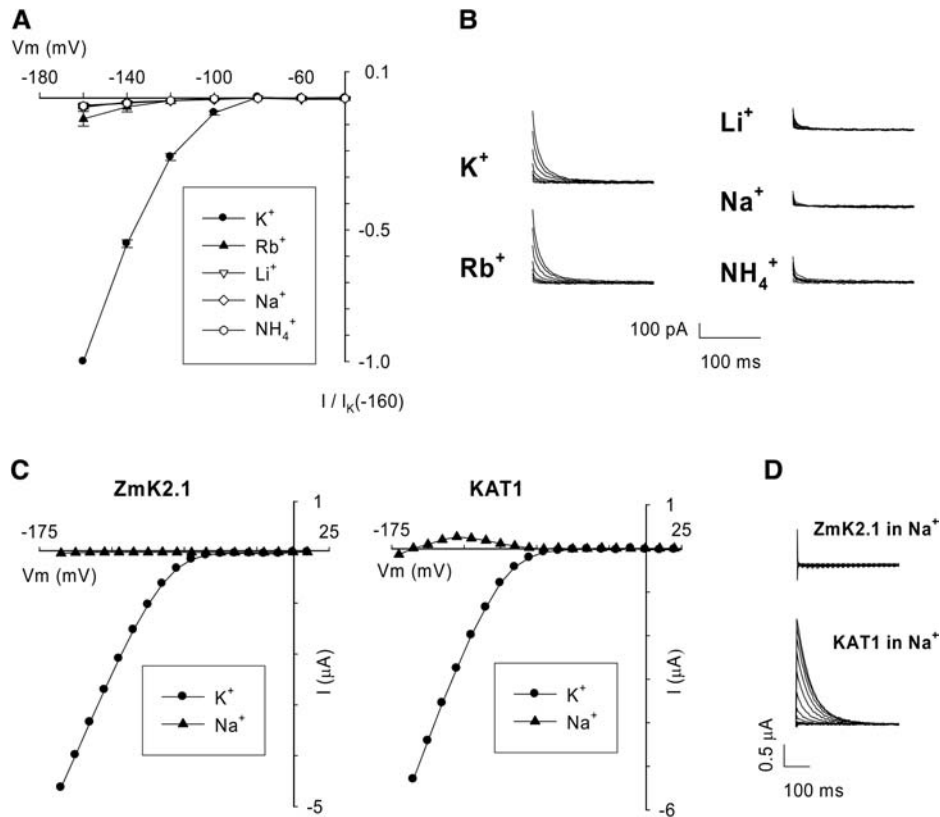 A
Vm (mV)
-180 -140 -100 -60
0.1
-0.5
-1.0
K⁺
Rb⁺
Li⁺
Na⁺
NH₄⁺
I / I_K(-160)
B
K⁺
Rb⁺
Li⁺
Na⁺
NH₄⁺
100 pA
100 ms
C
ZmK2.1
1
-175
25
Vm (mV)
I (µA)
K⁺
Na⁺
-5
KAT1
1
-175
25
Vm (mV)
I (µA)
K⁺
Na⁺
-6
D
ZmK2.1 in Na⁺
KAT1 in Na⁺
0.5 µA
100 ms